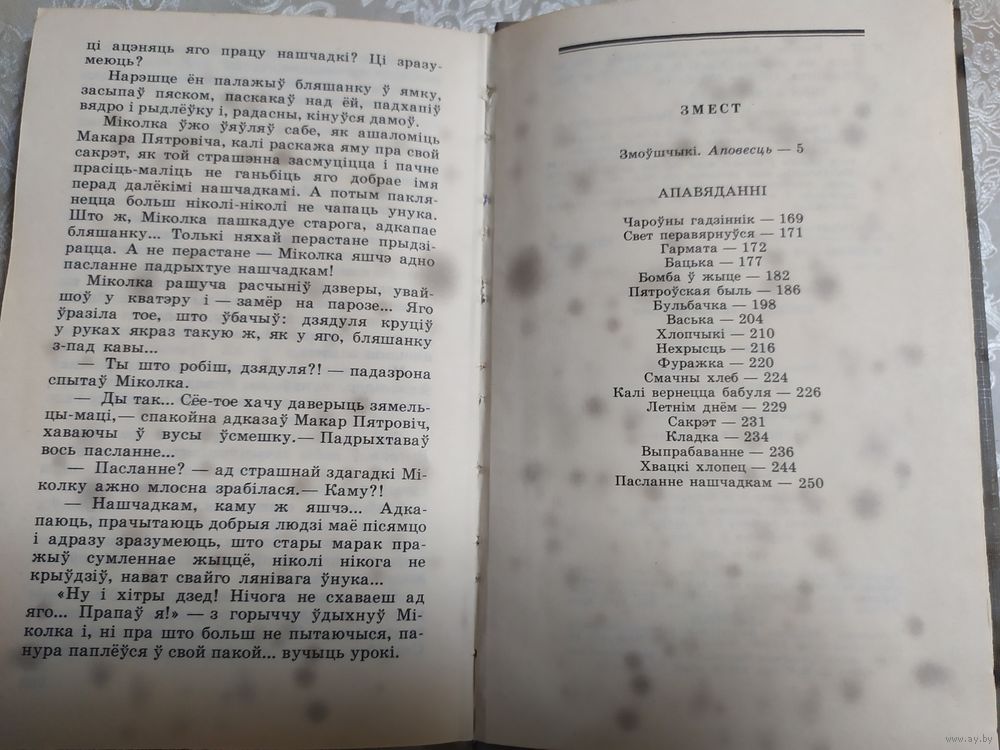 ці ацэняць яго працу нашчадкі? Ці зразу-
меюць?
Нарэшце ён палажыў бляшанку ў ямку,
засыпаў пяском, паскакаў над ёй, падхапіў
вядро і рыдлёўку і, радасны, кінуўся дамоў.
Міколка ўжо ўяўляў сабе, як ашаломіць
Макара Пятровіча, калі раскажа яму пра свой
сакрэт, як той страшэнна засмуціцца і пачне
прасіць-маліць не ганьбіць яго добрае імя
перад далёкімі нашчадкамі. А потым пакля-
нецца больш ніколі-ніколі не чапаць унука.
Што ж, Міколка пашкадуе старога, адкапае
бляшанку... Толькі няхай перастане прыдзі-
рацца. А не перастане — Міколка яшчэ адно
пасланне падрыхтуе нашчадкам!
Міколка рашуча расчыніў дзверы, увай-
шоў у кватэру і — замёр на парозе... Яго
ўразіла тое, што ўбачыў: дзядуля круціў
у руках якраз такую ж, як у яго, бляшанку
з-пад кавы...
— Ты што робіш, дзядуля?! — падазрона
спытаў Міколка.
— Ды так... Сёе-тое хачу даверыць зямель-
цы-маці,— спакойна адказаў Макар Пятровіч,
хаваючы ў вусы ўсмешку.— Падрыхтаваў
вось пасланне...
— Пасланне? — ад страшнай здагадкі Мі-
колку ажно млосна зрабілася.— Каму?!
— Нашчадкам, каму ж яшчэ... Адка-
паюць, прачытаюць добрыя людзі маё пісямцо
і адразу зразумеюць, што стары марак пра-
жыў сумленнае жыццё, ніколі нікога не
крыўдзіў, нават свайго лянівага ўнука...
«Ну і хітры дзед! Нічога не схаваеш ад
яго... Прапаў я!» — з горыччу ўдыхнуў Мі-
колка і, ні пра што больш не пытаючыся, па-
нура паплёўся ў свой пакой... вучыць урокі.
ЗМЕСТ
Змоўшчыкі. Аповесць — 5
АПАВЯДАННІ
Чароўны гадзіннік — 169
Свет перавярнуўся — 171
Гармата — 172
Бацька — 177
Бомба ў жыце — 182
Пятроўская быль — 186
Бульбачка — 198
Васька — 204
Хлопчыкі — 210
Нехрысць — 216
Фуражка — 220
Смачны хлеб — 224
Калі вернецца бабуля — 226
Летнім днём — 229
Сакрэт — 231
Кладка — 234
Выпрабаванне — 236
Хвацкі хлопец — 244
Пасланне нашчадкам — 250
www.ay.by